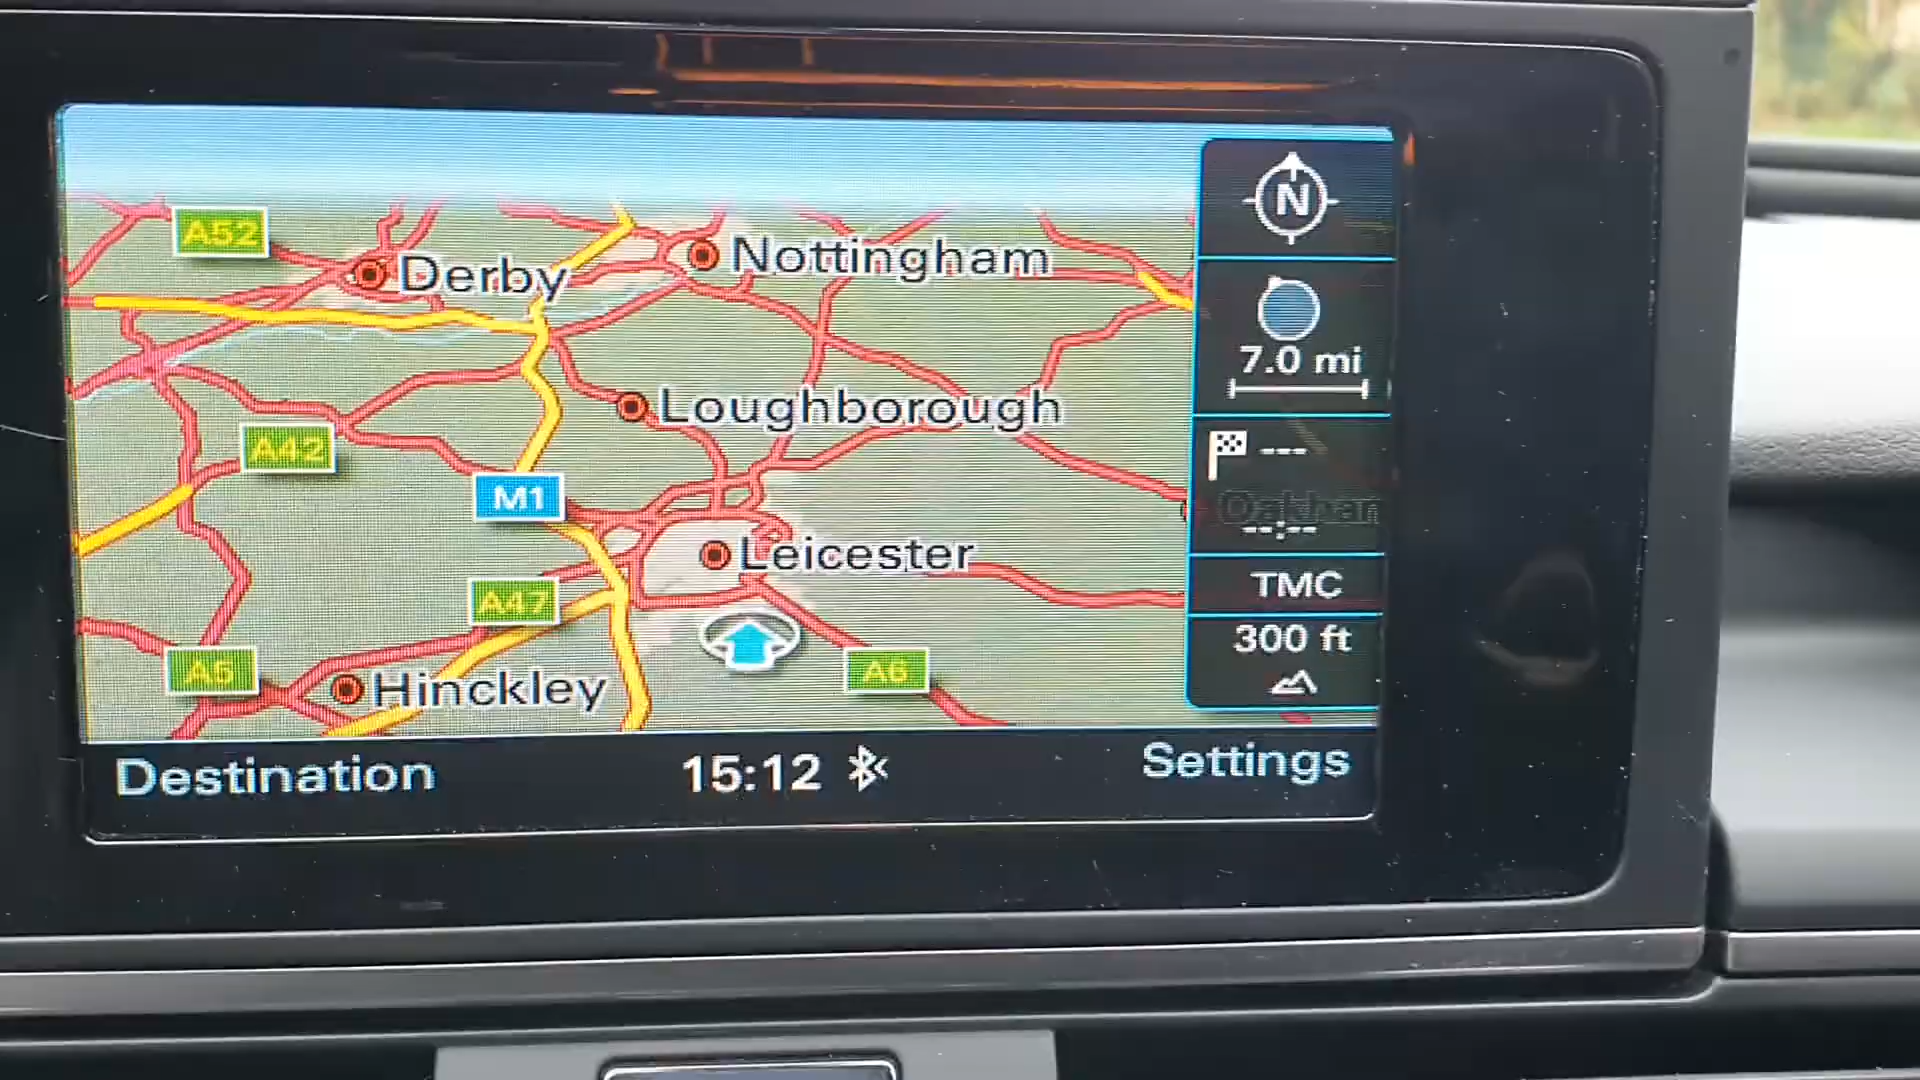 N
A52
Derby
Nottingham
7.0 mi
Loughborough
A42
---
M1
Oakham
--:--
Leicester
TMC
A47
300 ft
A5
Hinckley
A6
Destination
15:12
Settings